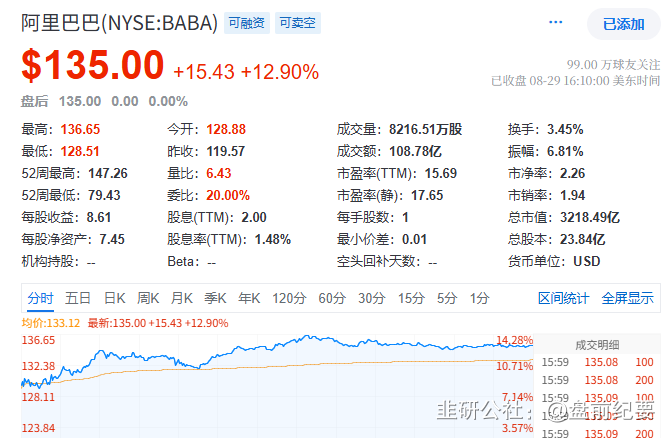 阿里巴巴(NYSE:BABA) 可融资 可卖空 ··· 已添加
$135.00 +15.43 +12.90%
99.00 万球友关注
已收盘 08-29 16:10:00 美东时间
盘后 135.00 0.00 0.00%
最高：136.65 今开：128.88 成交量：8216.51万股 换手：3.45%
最低：128.51 昨收：119.57 成交额：108.78亿 振幅：6.81%
52周最高：147.26 量比：6.43 市盈率(TTM)：15.69 市净率：2.26
52周最低：79.43 委比：20.00% 市盈率(静)：17.65 市销率：1.94
每股收益：8.61 股息(TTM)：2.00 每手股数：1 总市值：3218.49亿
每股净资产：7.45 股息率(TTM)：1.48% 最小价差：0.01 总股本：23.84亿
机构持股：-- Beta：-- 空头回补天数：-- 货币单位：USD
分时 五日 日K 周K 月K 季K 年K 120分 60分 30分 15分 5分 1分 区间统计 全屏显示
均价:133.12 最新:135.00 +15.43 +12.90%
136.65 14.28% 成交明细
15:59 135.08 100
132.38 10.71% 15:59 135.08 200
128.11 7.14% 15:59 135.09 100
15:59 135.09 200
123.84 3.57% 15:59 135.09 200
韭研公社：@盘前纪要